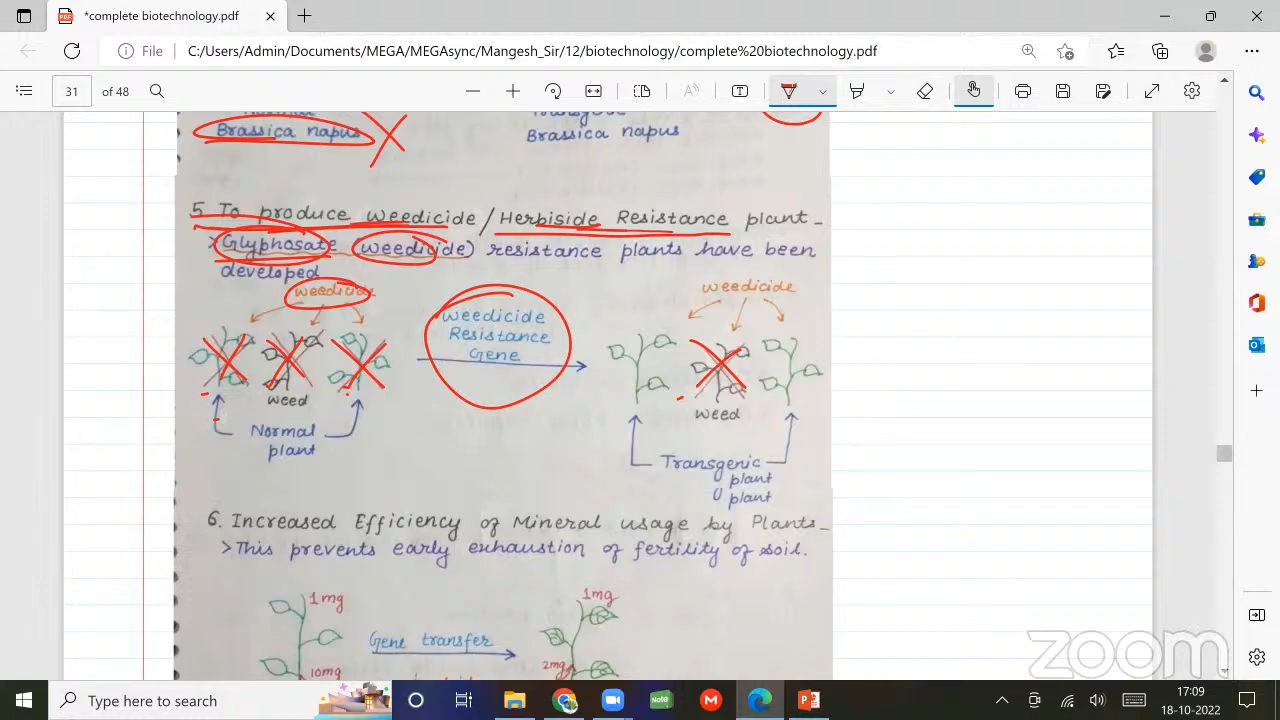 *complete biotechnology.pdf
File
C:/Users/Admin/Documents/MEGA/MEGAsync/Mangesh_Sir/12/biotechnology/complete%20biotechnology.pdf
31 of 48
Brassica napus
Brassica napus
5 To produce weedicide / Herbiside Resistance plant-
> Glyphosate (weedicide) resistance plants have been
developed
weedicide
weedicide
Weedicide
Resistance
Gene
weed
weed
Normal
plant
Transgenic
plant
plant
6. Increased Efficiency of Mineral usage by Plants-
> This prevents early exhaustion of fertility of soil.
1mg
1mg
Gene transfer
10mg
2mg
zoom
Type here to search
Note
17:09
18-10-2022